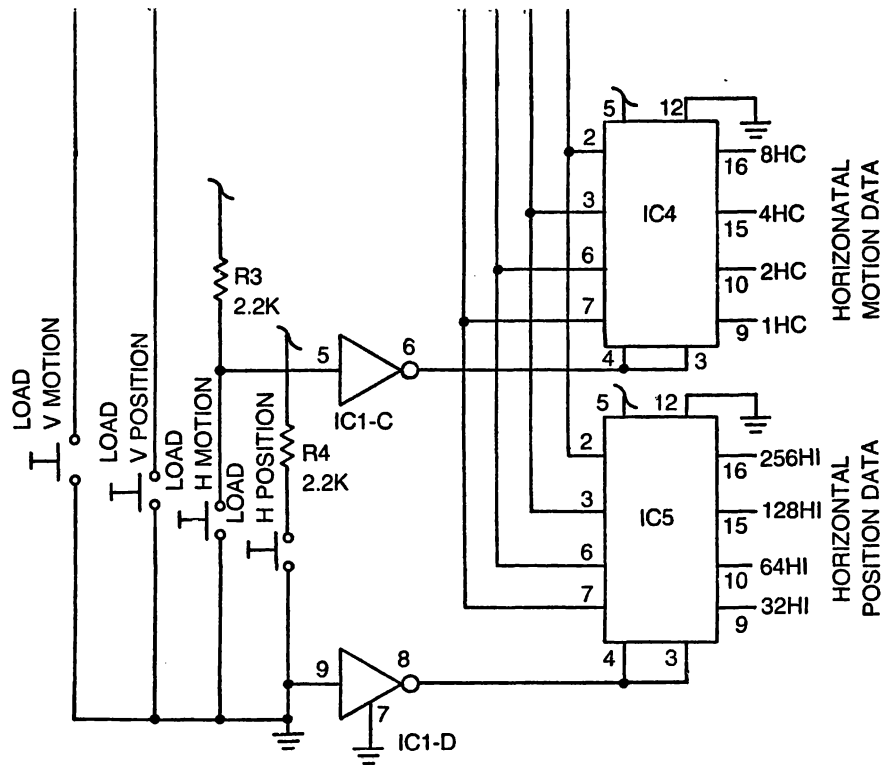 5
12
2
16
8HC
3
IC4
15
4HC
6
10
2HC
7
9
1HC
4
3
HORIZONATAL
MOTION DATA
R3
2.2K
5
6
IC1-C
LOAD
V MOTION
LOAD
V POSITION
LOAD
H MOTION
LOAD
H POSITION
R4
2.2K
5
12
2
16
256HI
3
IC5
15
128HI
6
10
64HI
7
9
32HI
4
3
HORIZONTAL
POSITION DATA
9
8
7
IC1-D